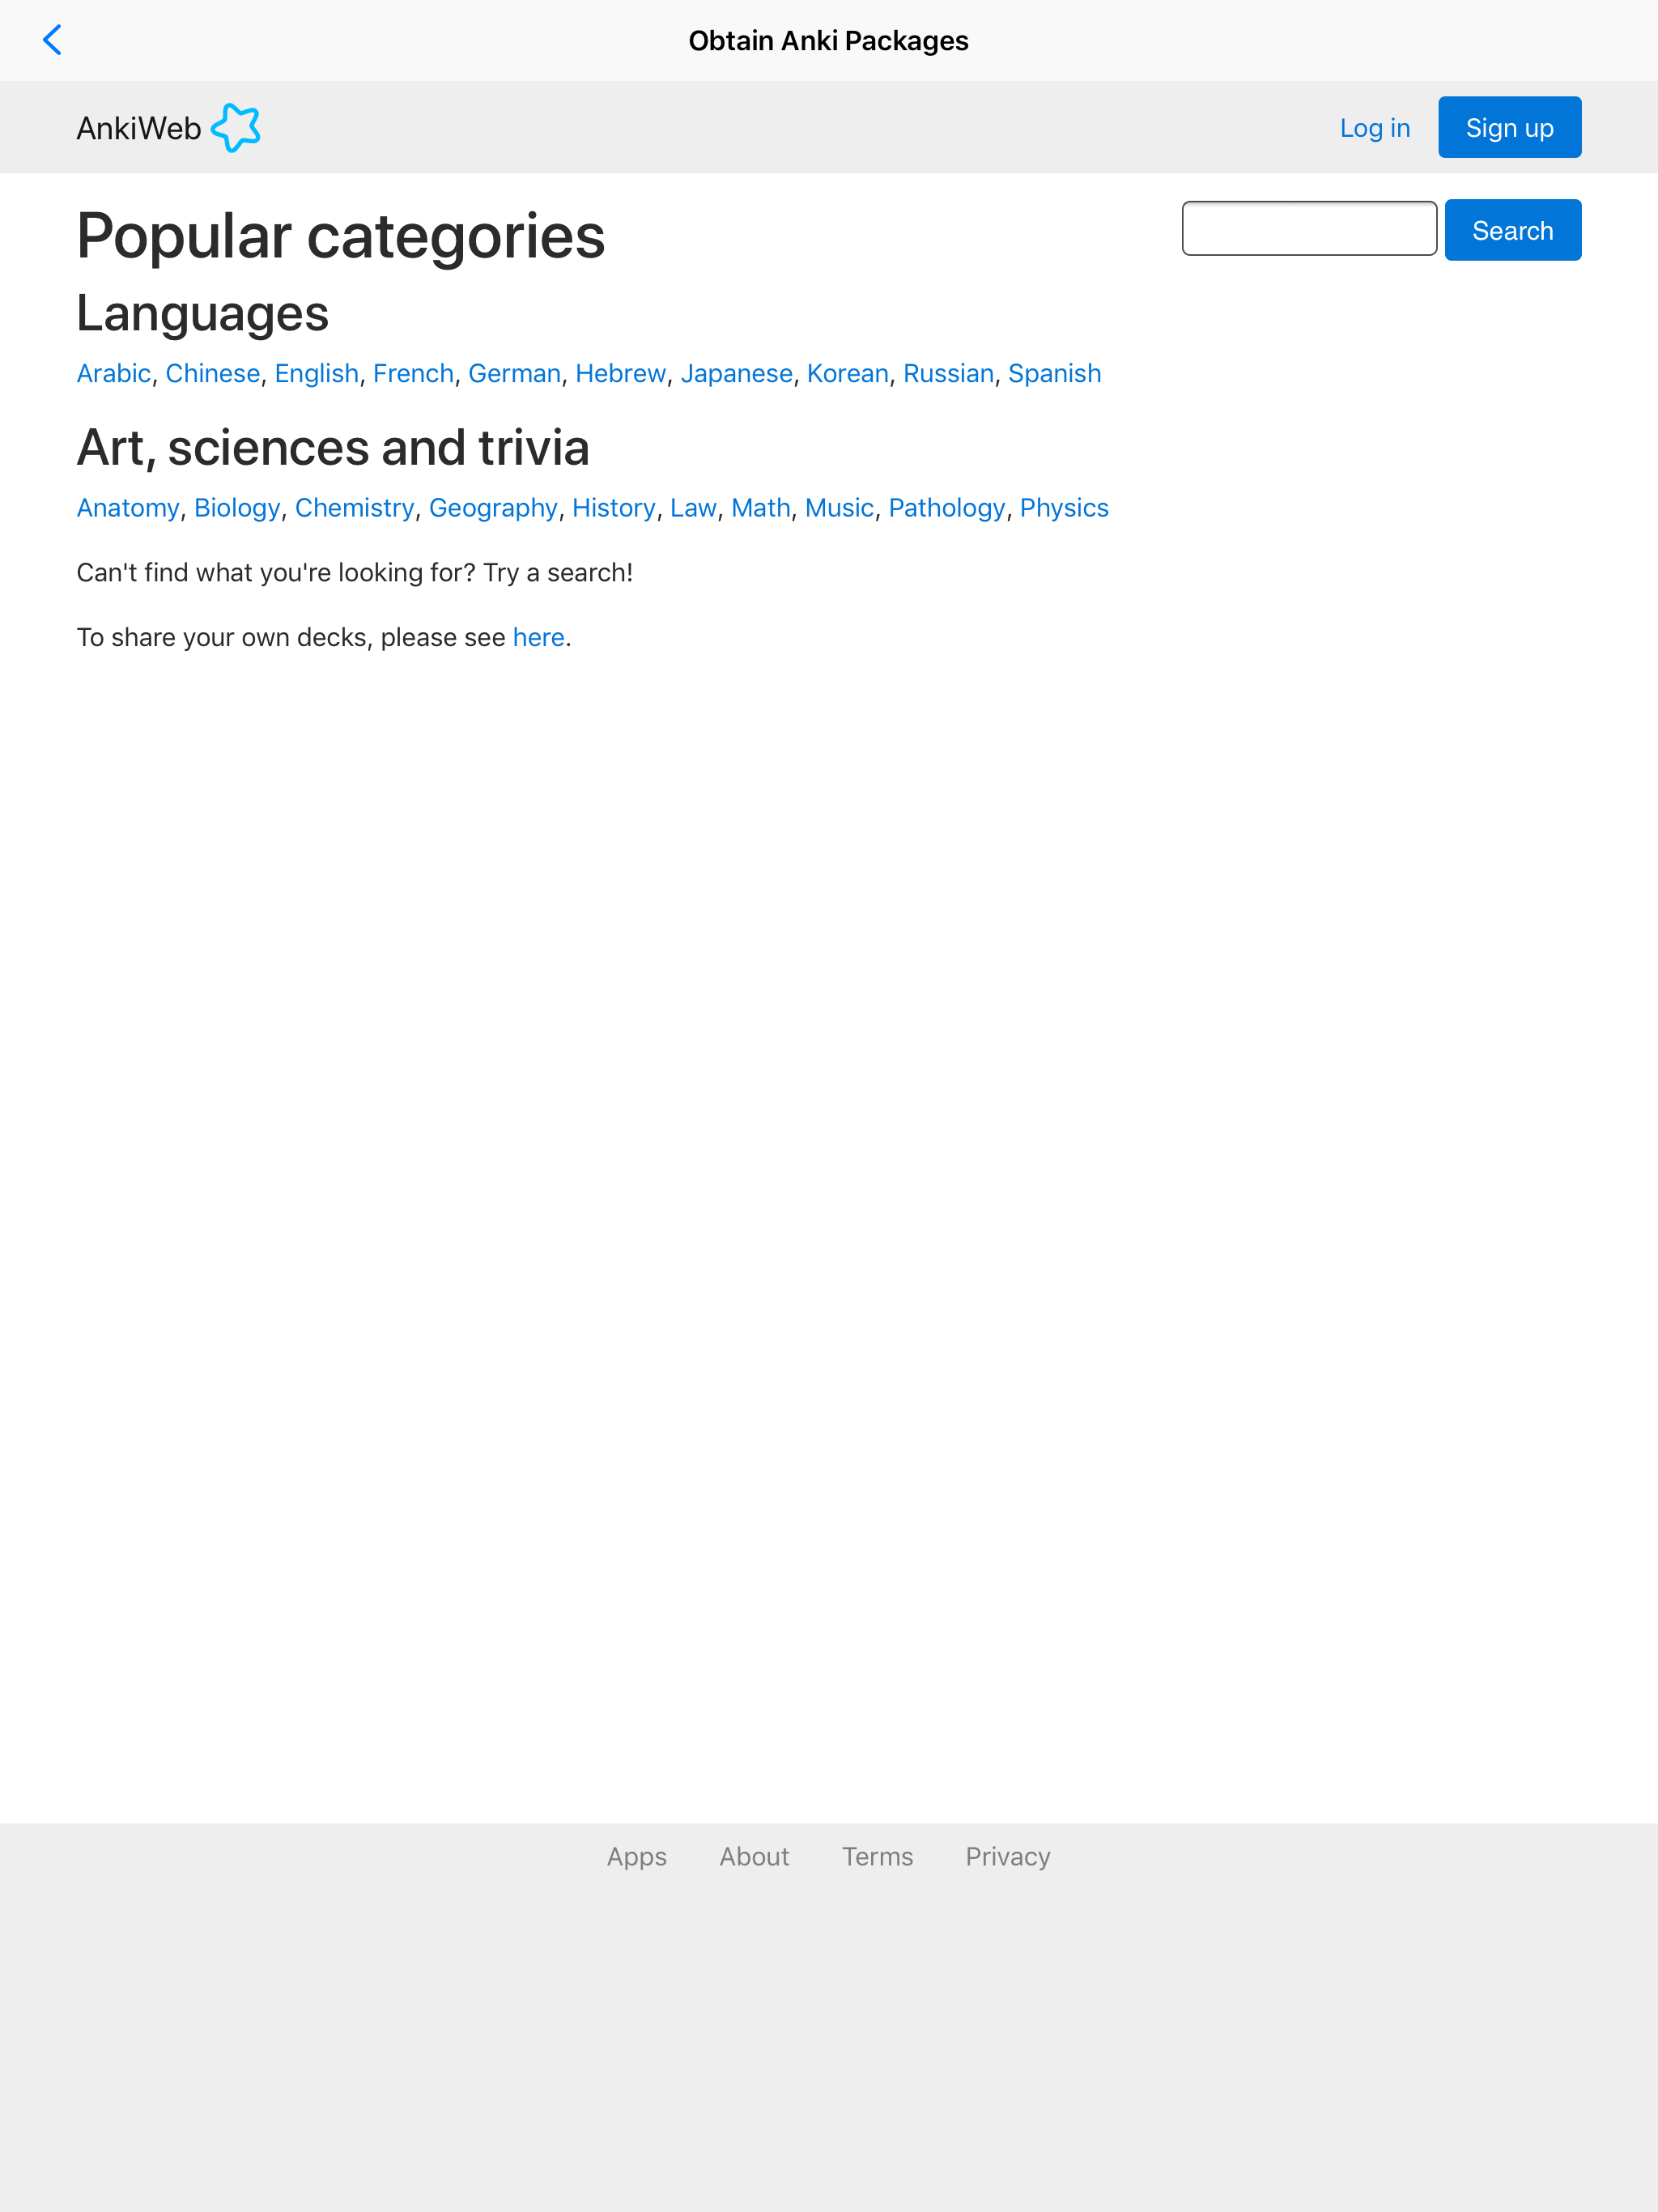 Obtain Anki Packages
AnkiWeb
Log in
Sign up
Popular categories
Search
Languages
Arabic, Chinese, English, French, German, Hebrew, Japanese, Korean, Russian, Spanish
Art, sciences and trivia
Anatomy, Biology, Chemistry, Geography, History, Law, Math, Music, Pathology, Physics
Can't find what you're looking for? Try a search!
To share your own decks, please see here.
Apps About Terms Privacy